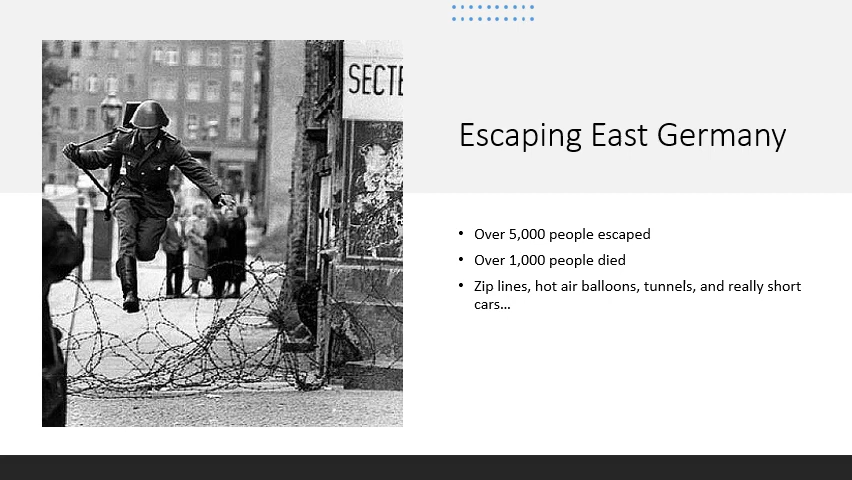 SECTE
Escaping East Germany
• Over 5,000 people escaped
• Over 1,000 people died
• Zip lines, hot air balloons, tunnels, and really short
cars…